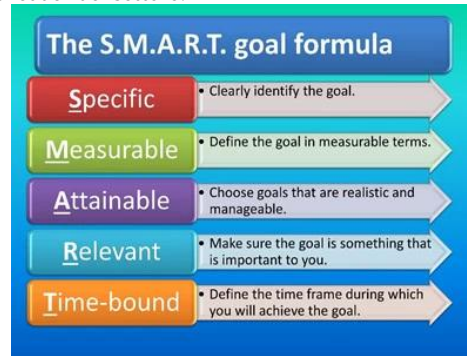 The S.M.A.R.T. goal formula
Specific
• Clearly identify the goal.
Measurable
• Define the goal in measurable terms.
Attainable
• Choose goals that are realistic and
manageable.
Relevant
• Make sure the goal is something that
is important to you.
Time-bound
• Define the time frame during which
you will achieve the goal.